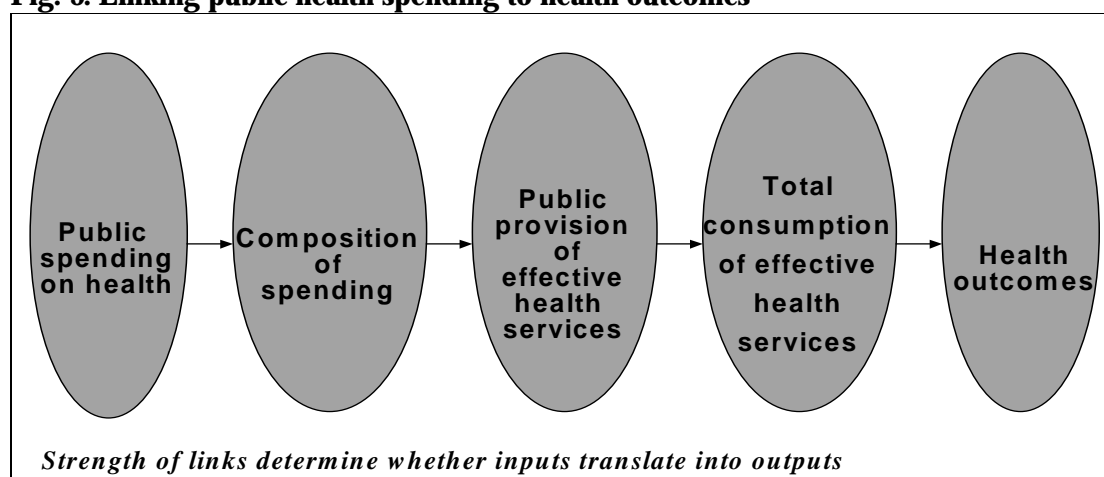 Fig. 6. Linking public health spending to health outcomes
Public
spending
on health
Composition
of
spending
Public
provision
of
effective
health
services
Total
consumption
of effective
health
services
Health
outcomes
Strength of links determine whether inputs translate into outputs